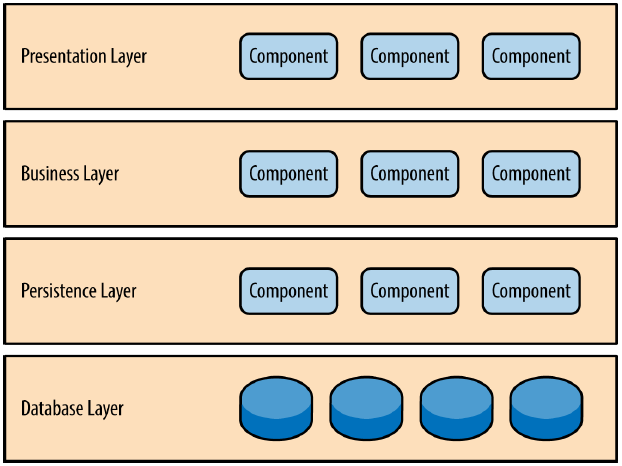 Presentation Layer Component Component Component
Business Layer Component Component Component
Persistence Layer Component Component Component
Database Layer